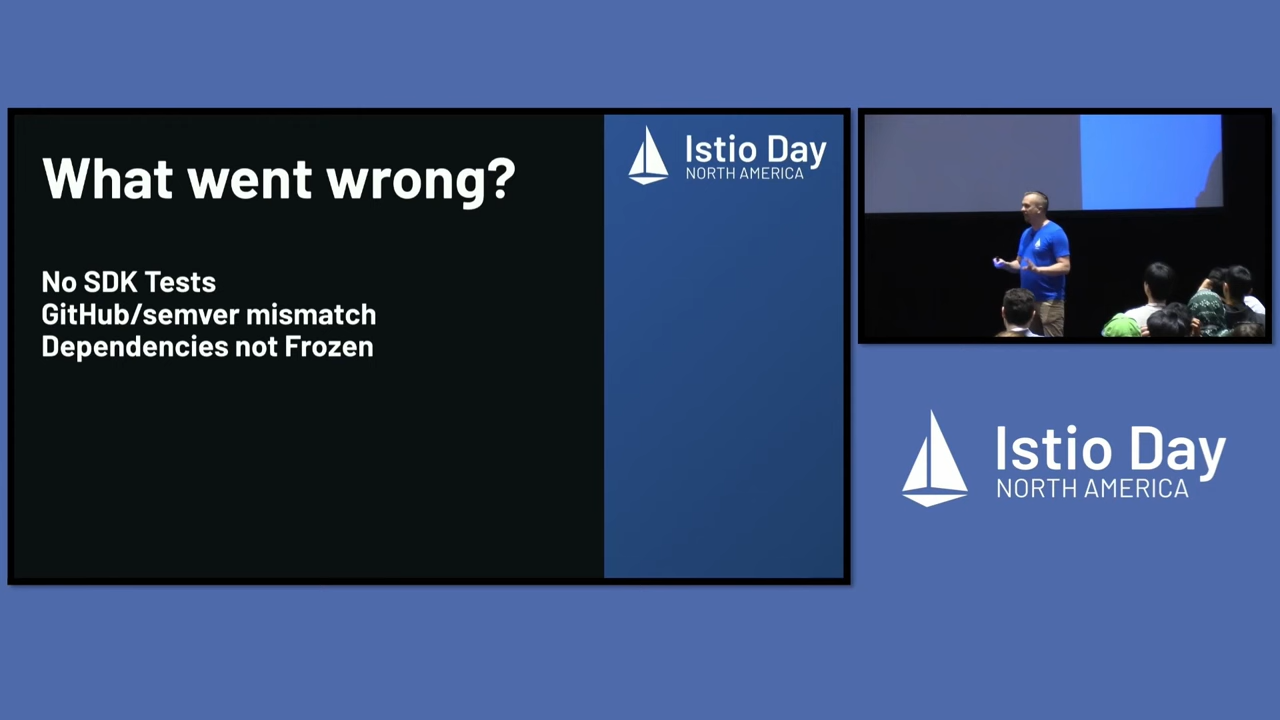 What went wrong?
No SDK Tests
GitHub/semver mismatch
Dependencies not Frozen
Istio Day
NORTH AMERICA
Istio Day
NORTH AMERICA